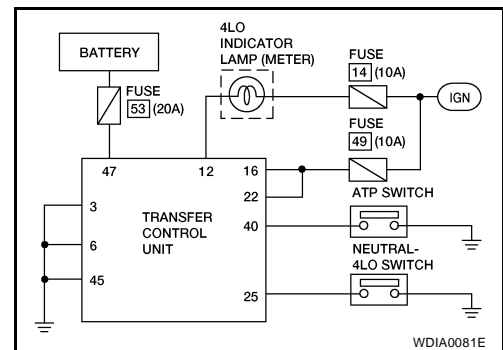 4LO
INDICATOR
LAMP (METER)
BATTERY
FUSE
53 (20A)
FUSE
14 (10A)
IGN
FUSE
49 (10A)
47
12
16
22
40
25
3
6
45
TRANSFER
CONTROL
UNIT
ATP SWITCH
NEUTRAL-
4LO SWITCH
WDIA0081E